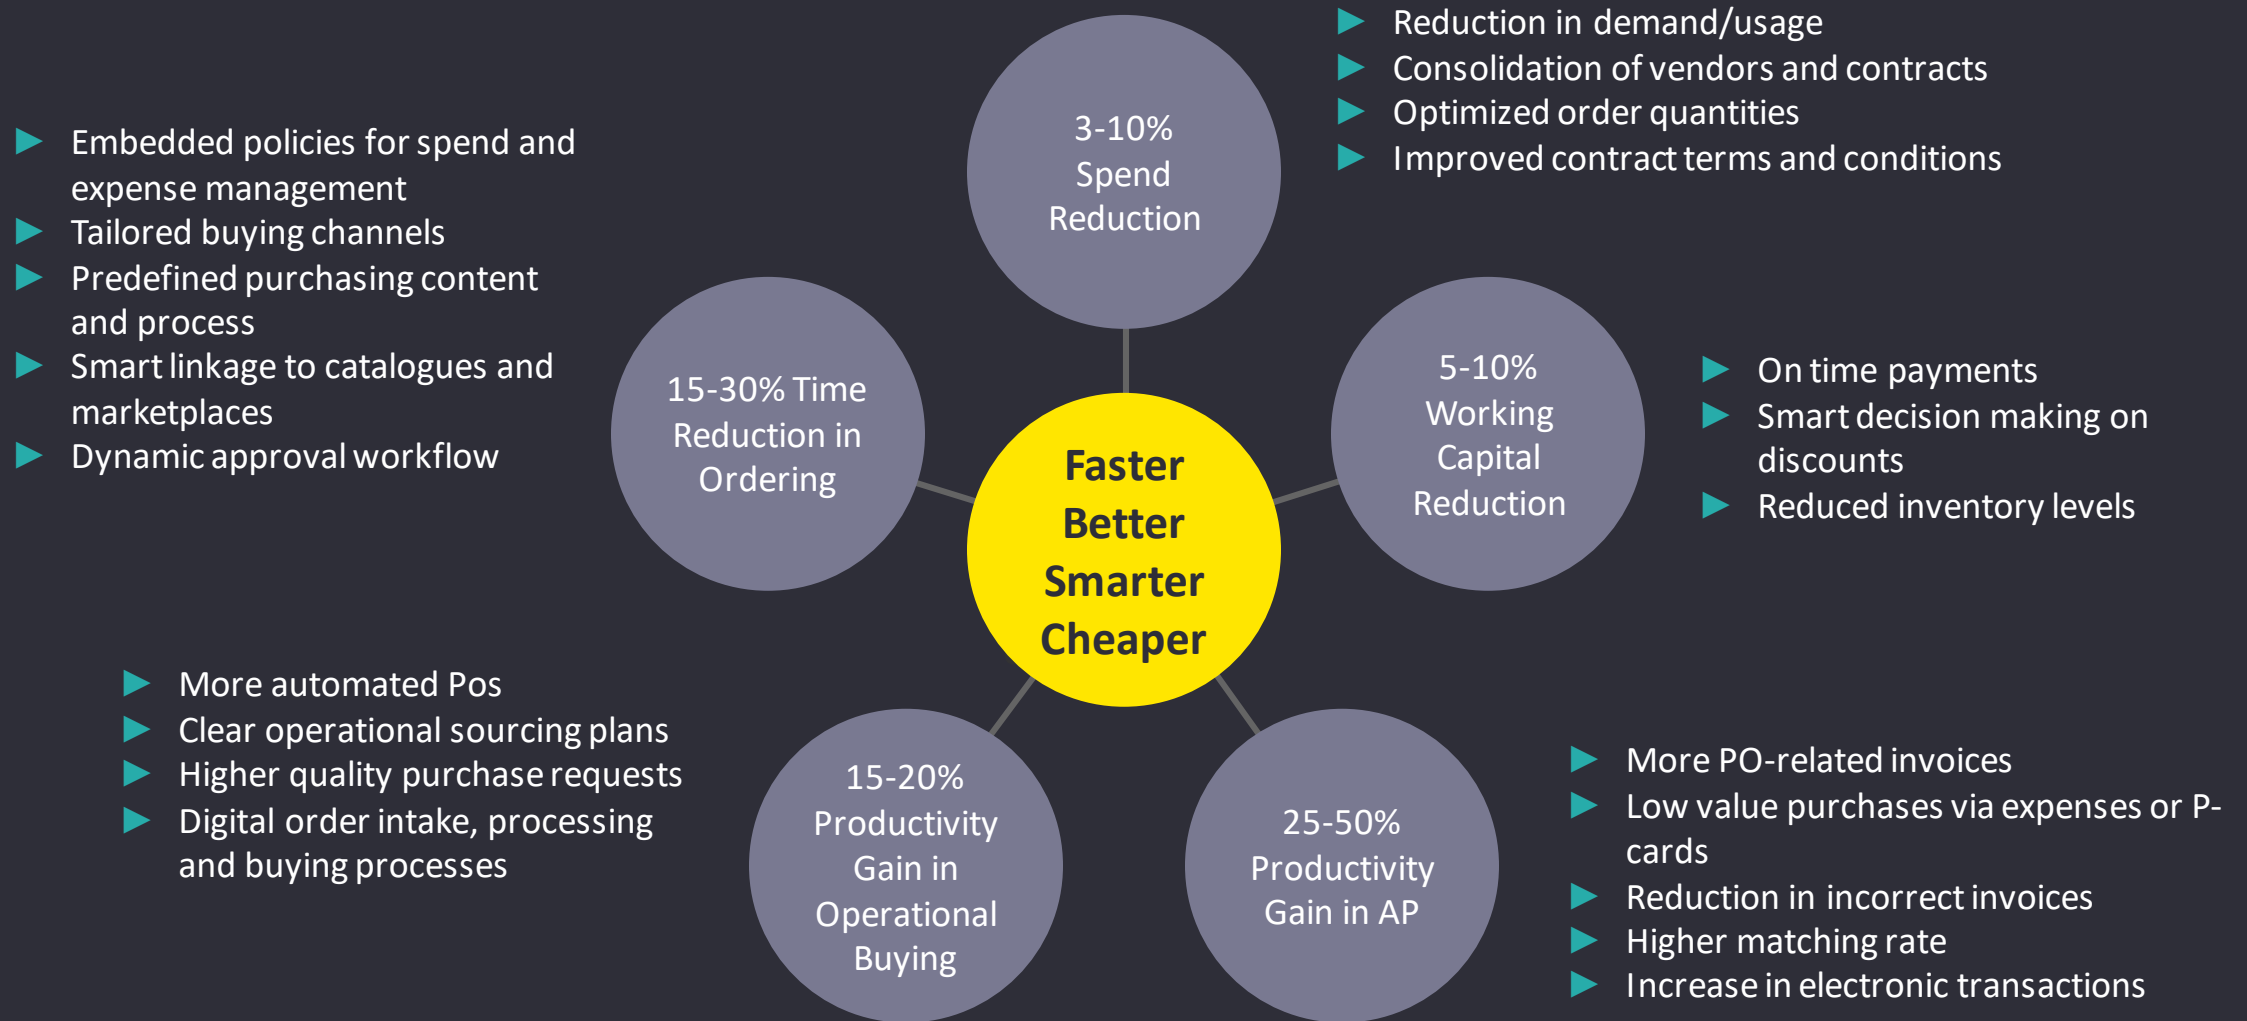 3-10%
Spend
Reduction
Reduction in demand/usage
Consolidation of vendors and contracts
Optimized order quantities
Improved contract terms and conditions
Embedded policies for spend and
expense management
Tailored buying channels
Predefined purchasing content
and process
Smart linkage to catalogues and
marketplaces
Dynamic approval workflow
15-30% Time
Reduction in
Ordering
5-10%
Working
Capital
Reduction
On time payments
Smart decision making on
discounts
Reduced inventory levels
Faster
Better
Smarter
Cheaper
More automated Pos
Clear operational sourcing plans
Higher quality purchase requests
Digital order intake, processing
and buying processes
15-20%
Productivity
Gain in
Operational
Buying
25-50%
Productivity
Gain in AP
More PO-related invoices
Low value purchases via expenses or P-
cards
Reduction in incorrect invoices
Higher matching rate
Increase in electronic transactions